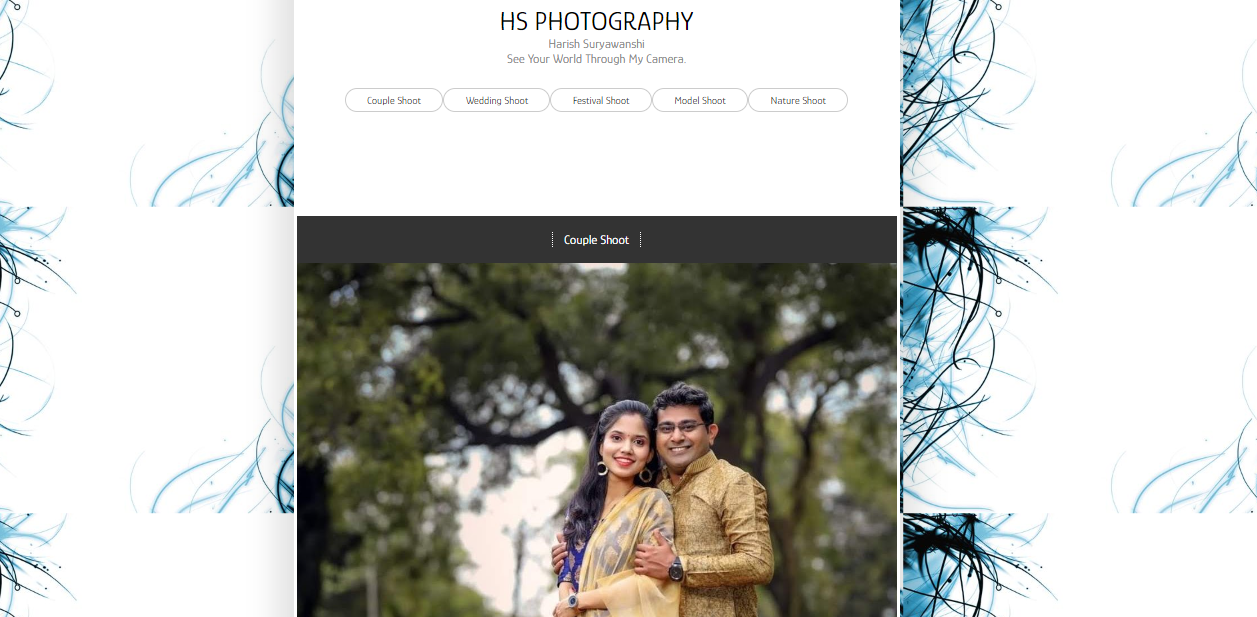 HS PHOTOGRAPHY
Harish Suryawanshi
See Your World Through My Camera.
Couple Shoot Wedding Shoot Festival Shoot Model Shoot Nature Shoot
Couple Shoot